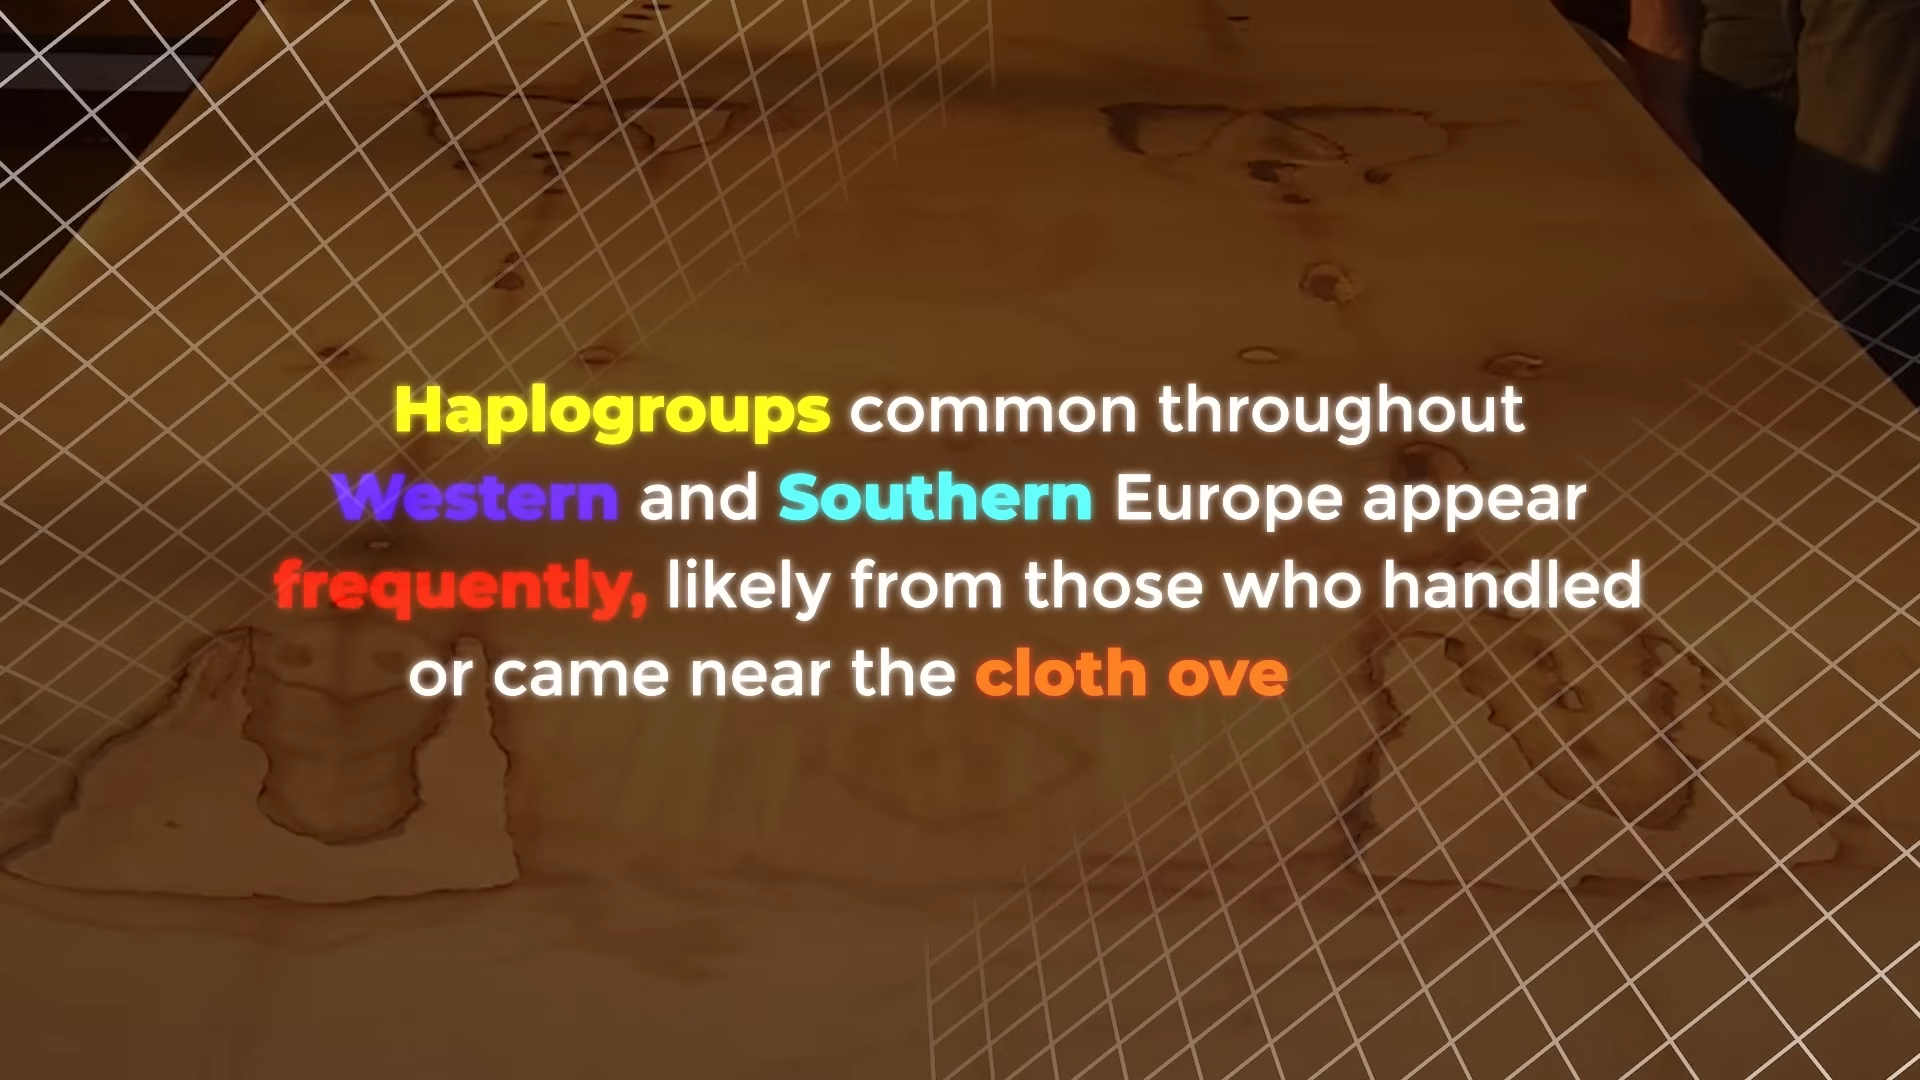 Haplogroups common throughout
Western and Southern Europe appear
frequently, likely from those who handled
or came near the cloth ove